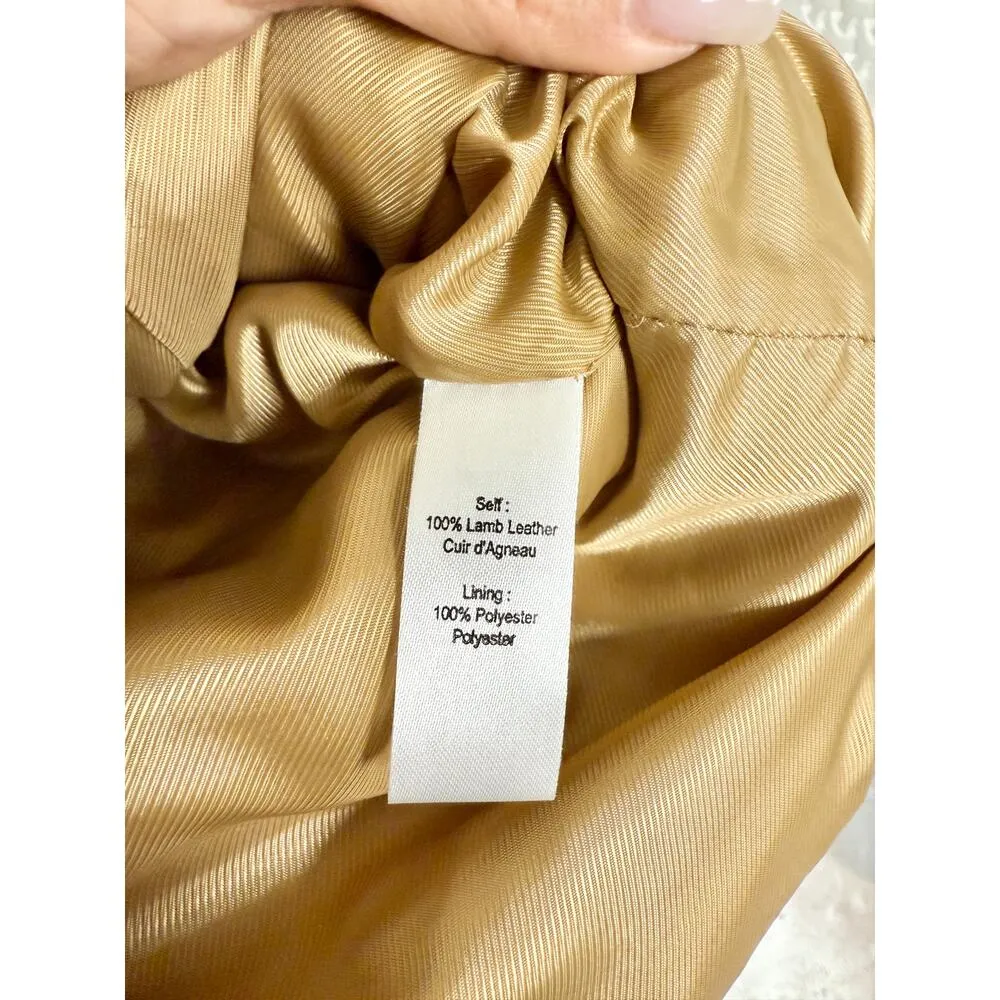 Self :
100% Lamb Leather
Cuir d'Agneau
Lining :
100% Polyester
Polyester